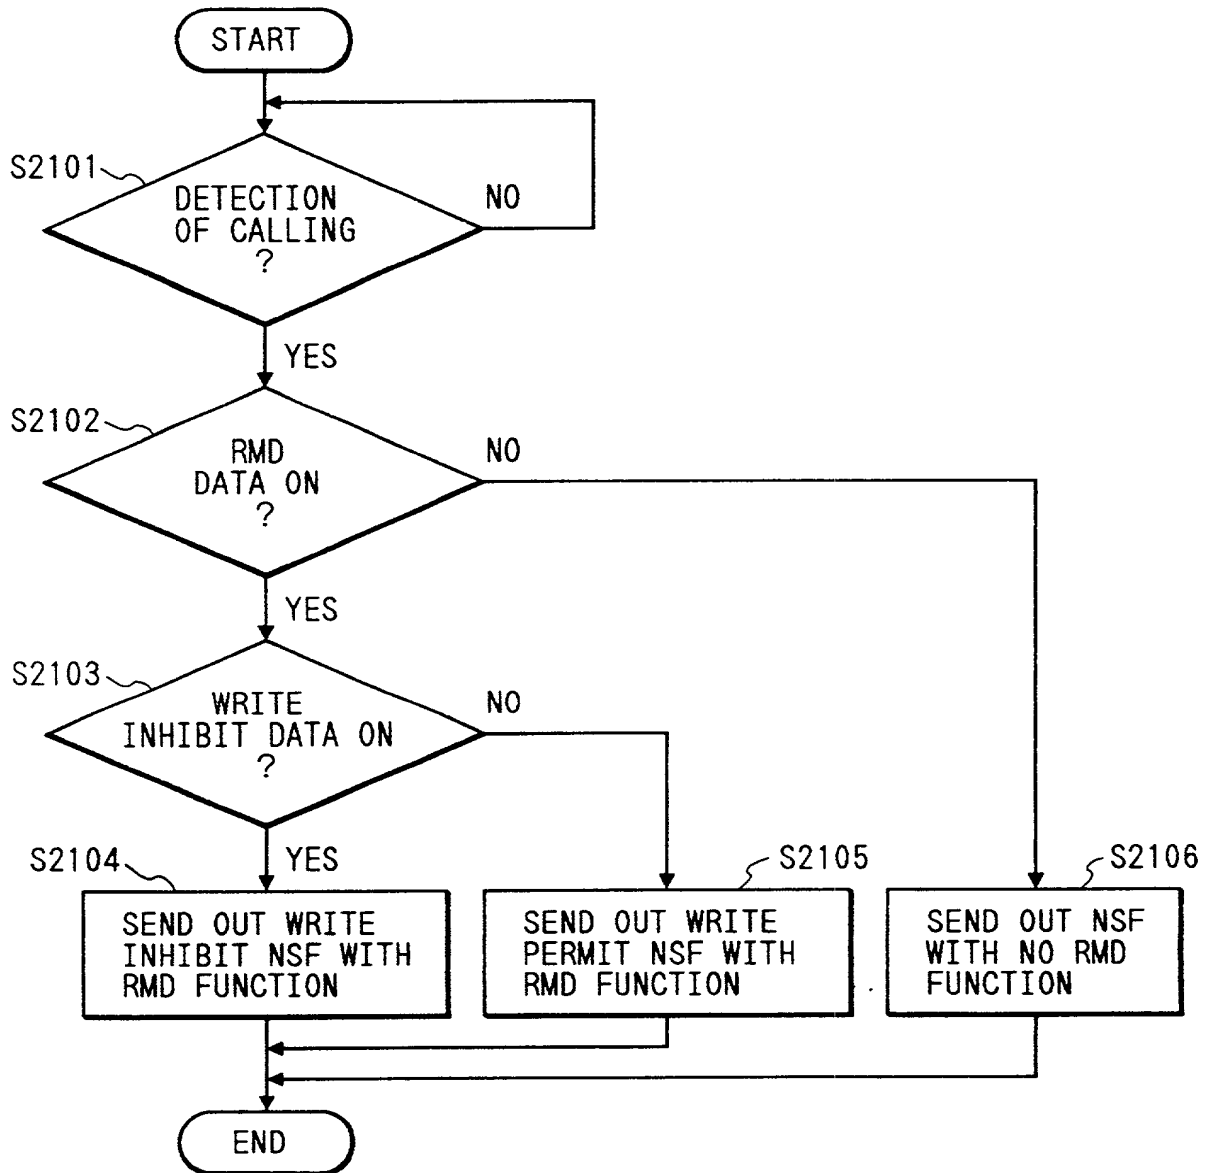 START
S2101
DETECTION
OF CALLING
?
NO
YES
S2102
RMD
DATA ON
?
NO
YES
S2103
WRITE
INHIBIT DATA ON
?
NO
YES
S2104
SEND OUT WRITE
INHIBIT NSF WITH
RMD FUNCTION
S2105
SEND OUT WRITE
PERMIT NSF WITH
RMD FUNCTION
S2106
SEND OUT NSF
WITH NO RMD
FUNCTION
END